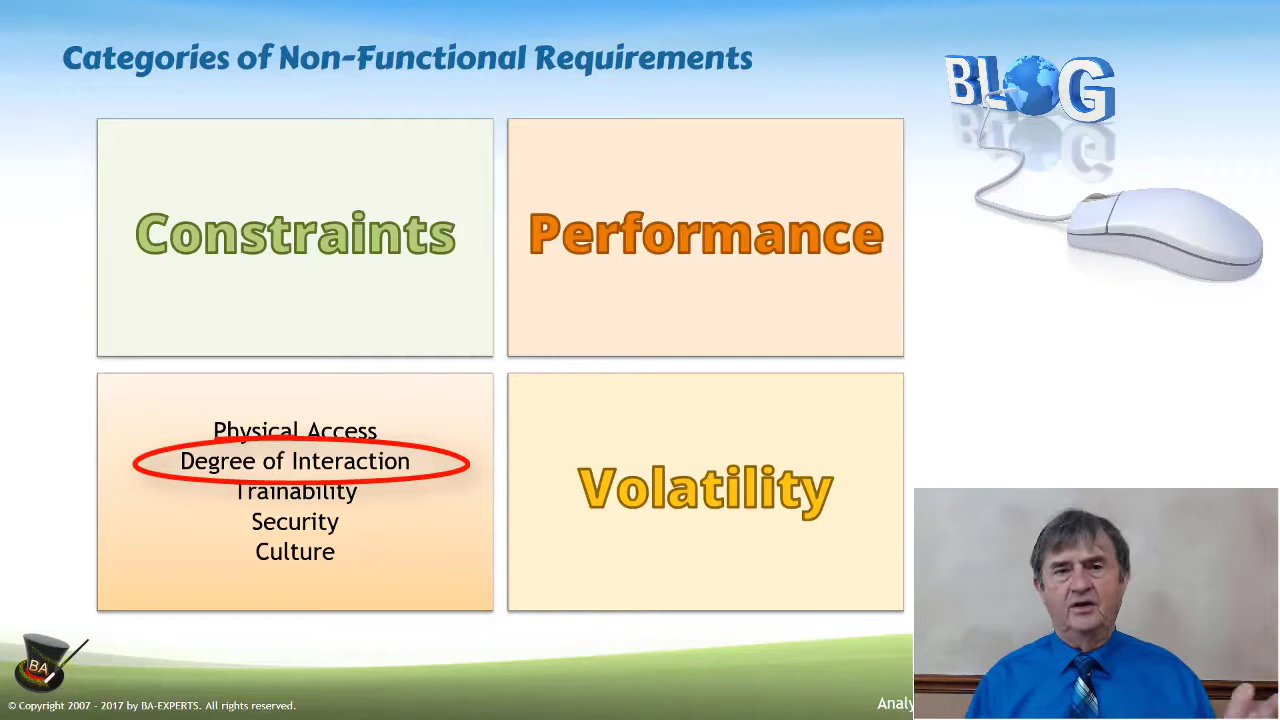 Categories of Non-Functional Requirements
BLOG
Constraints
Performance
Physical Access
Degree of Interaction
Trainability
Security
Culture
Volatility
BA
© Copyright 2007 - 2017 by BA-EXPERTS. All rights reserved.